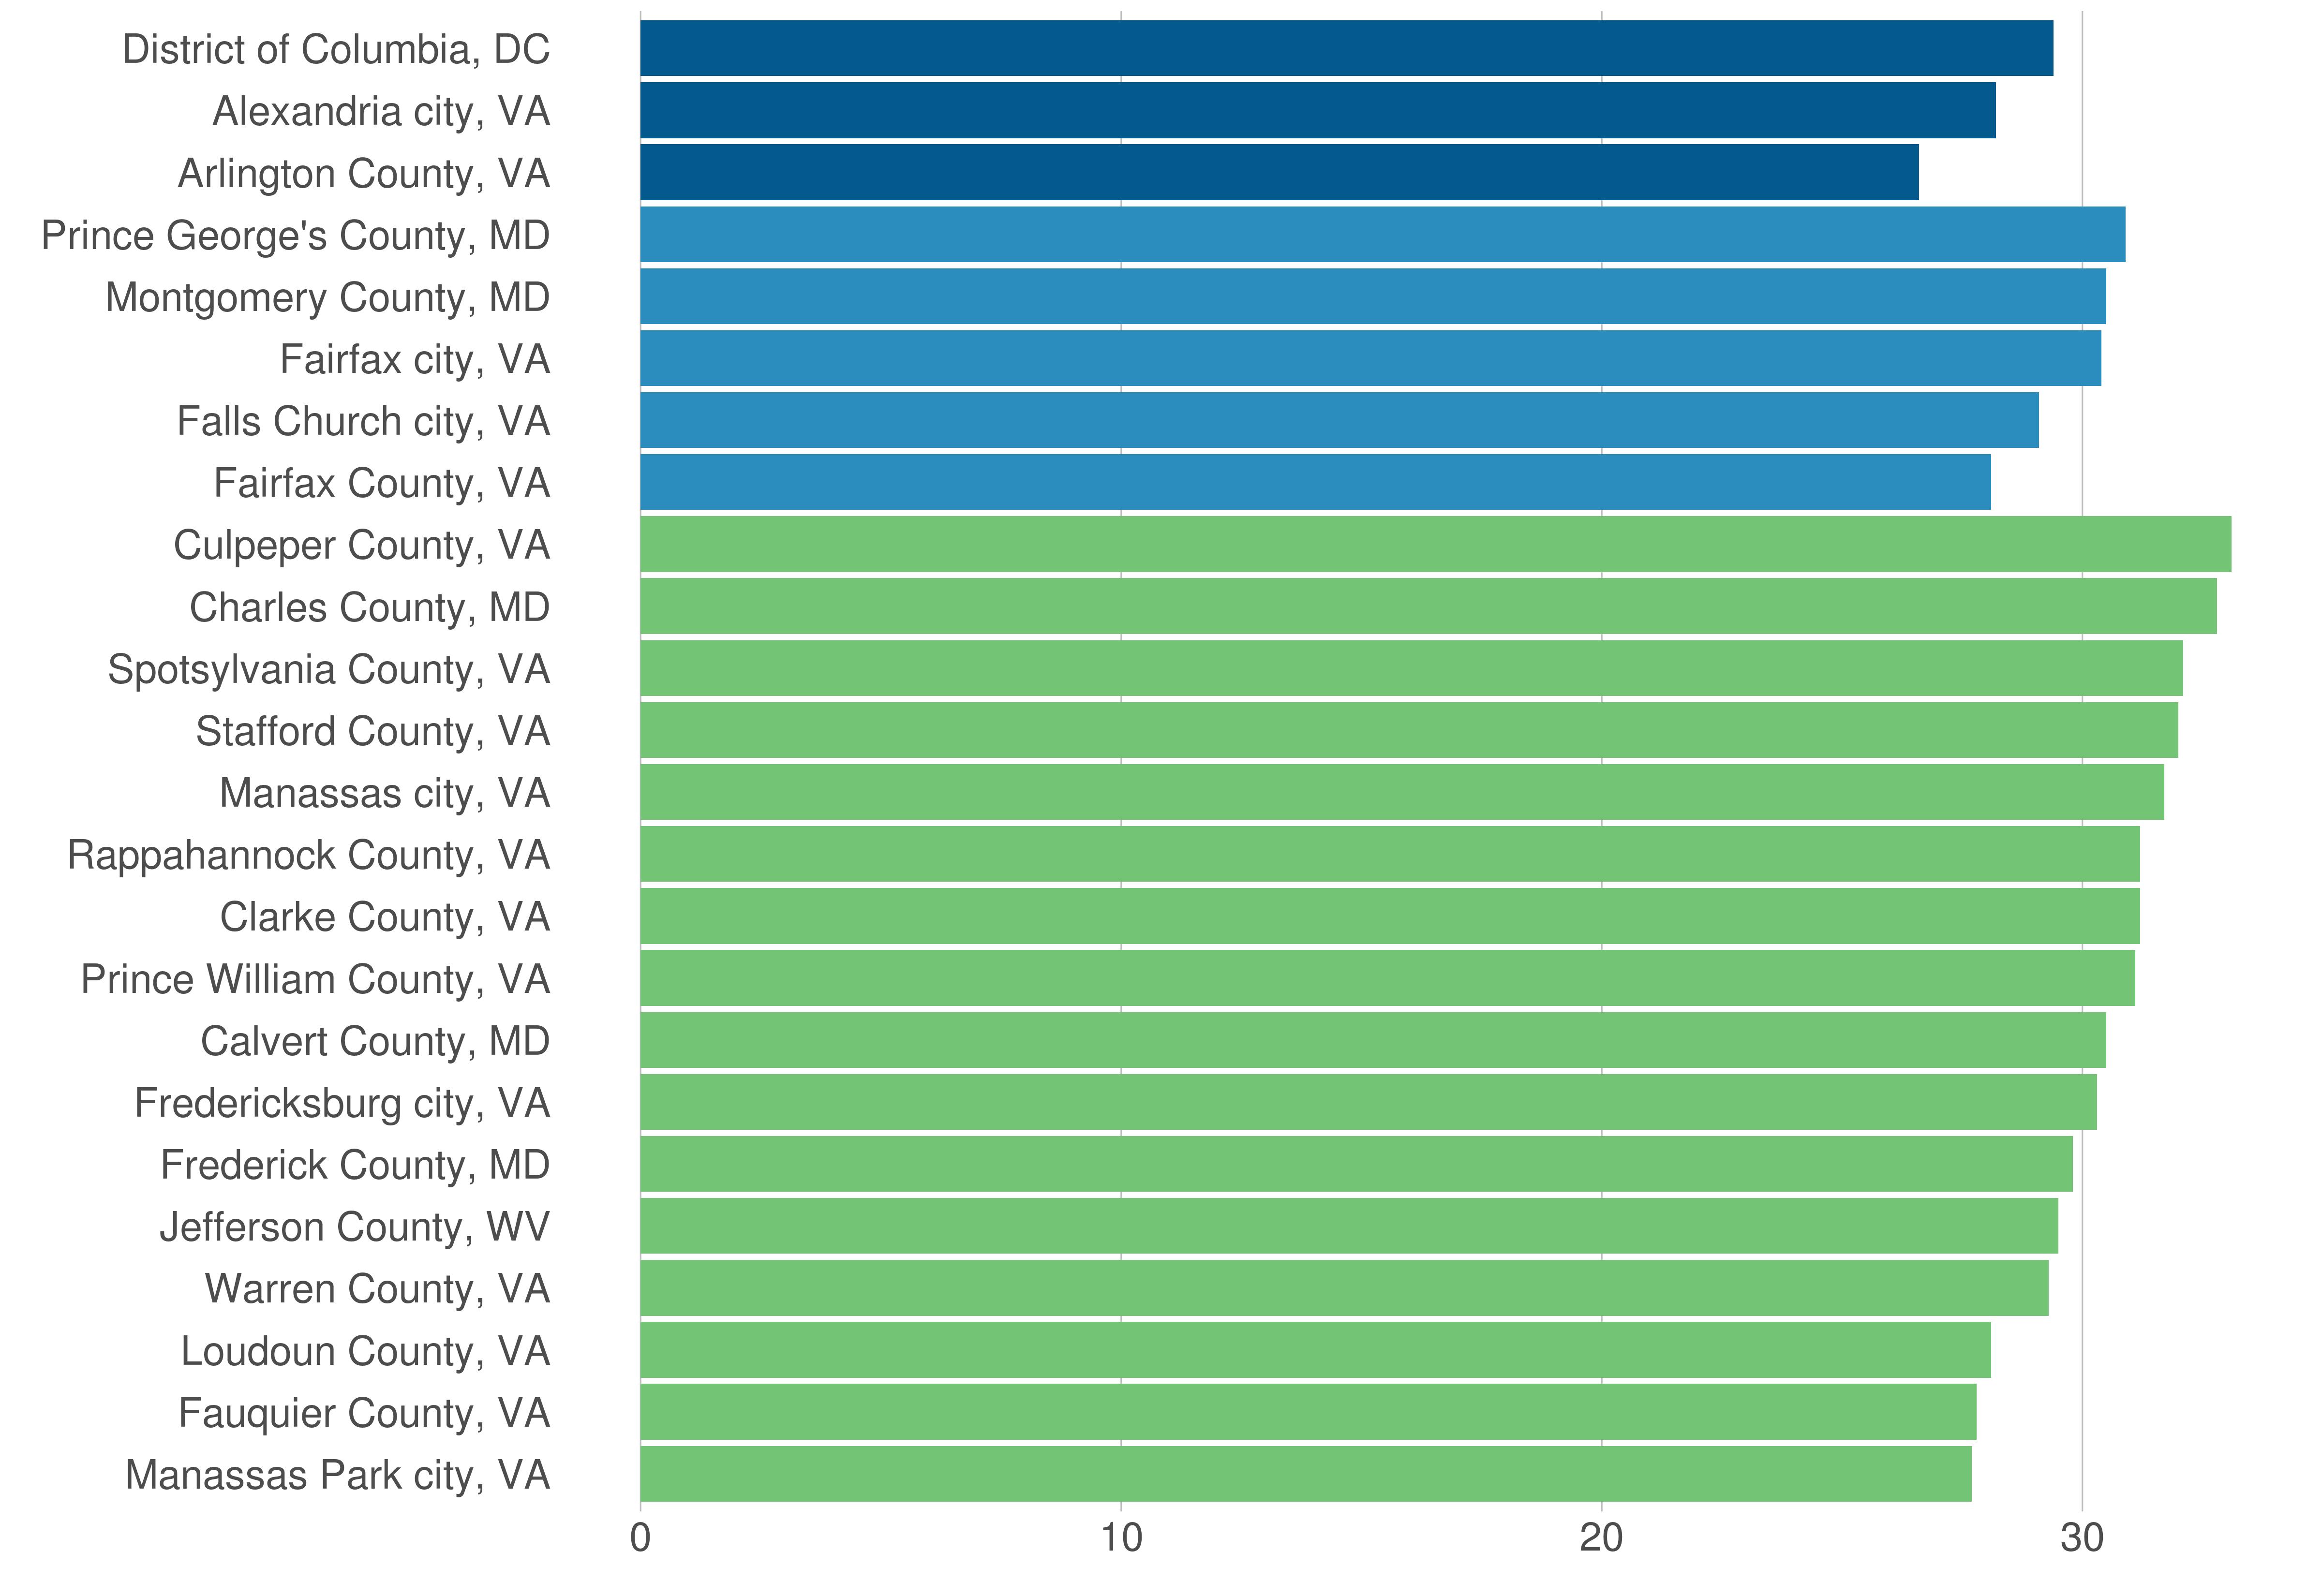 District of Columbia, DC
Alexandria city, VA
Arlington County, VA
Prince George's County, MD
Montgomery County, MD
Fairfax city, VA
Falls Church city, VA
Fairfax County, VA
Culpeper County, VA
Charles County, MD
Spotsylvania County, VA
Stafford County, VA
Manassas city, VA
Rappahannock County, VA
Clarke County, VA
Prince William County, VA
Calvert County, MD
Fredericksburg city, VA
Frederick County, MD
Jefferson County, WV
Warren County, VA
Loudoun County, VA
Fauquier County, VA
Manassas Park city, VA
0 10 20 30